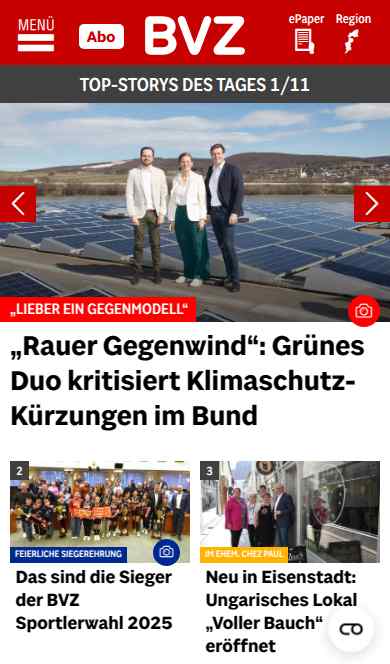 MENÜ
Abo
BVZ
ePaper
Region
TOP-STORYS DES TAGES 1/11
„LIEBER EIN GEGENMODELL“
„Rauer Gegenwind“: Grünes
Duo kritisiert Klimaschutz-
Kürzungen im Bund
2
FEIERLICHE SIEGEREHRUNG
Das sind die Sieger
der BVZ
Sportlerwahl 2025
3
IM EHEM. CHEZ PAUL
Neu in Eisenstadt:
Ungarisches Lokal
„Voller Bauch“
eröffnet